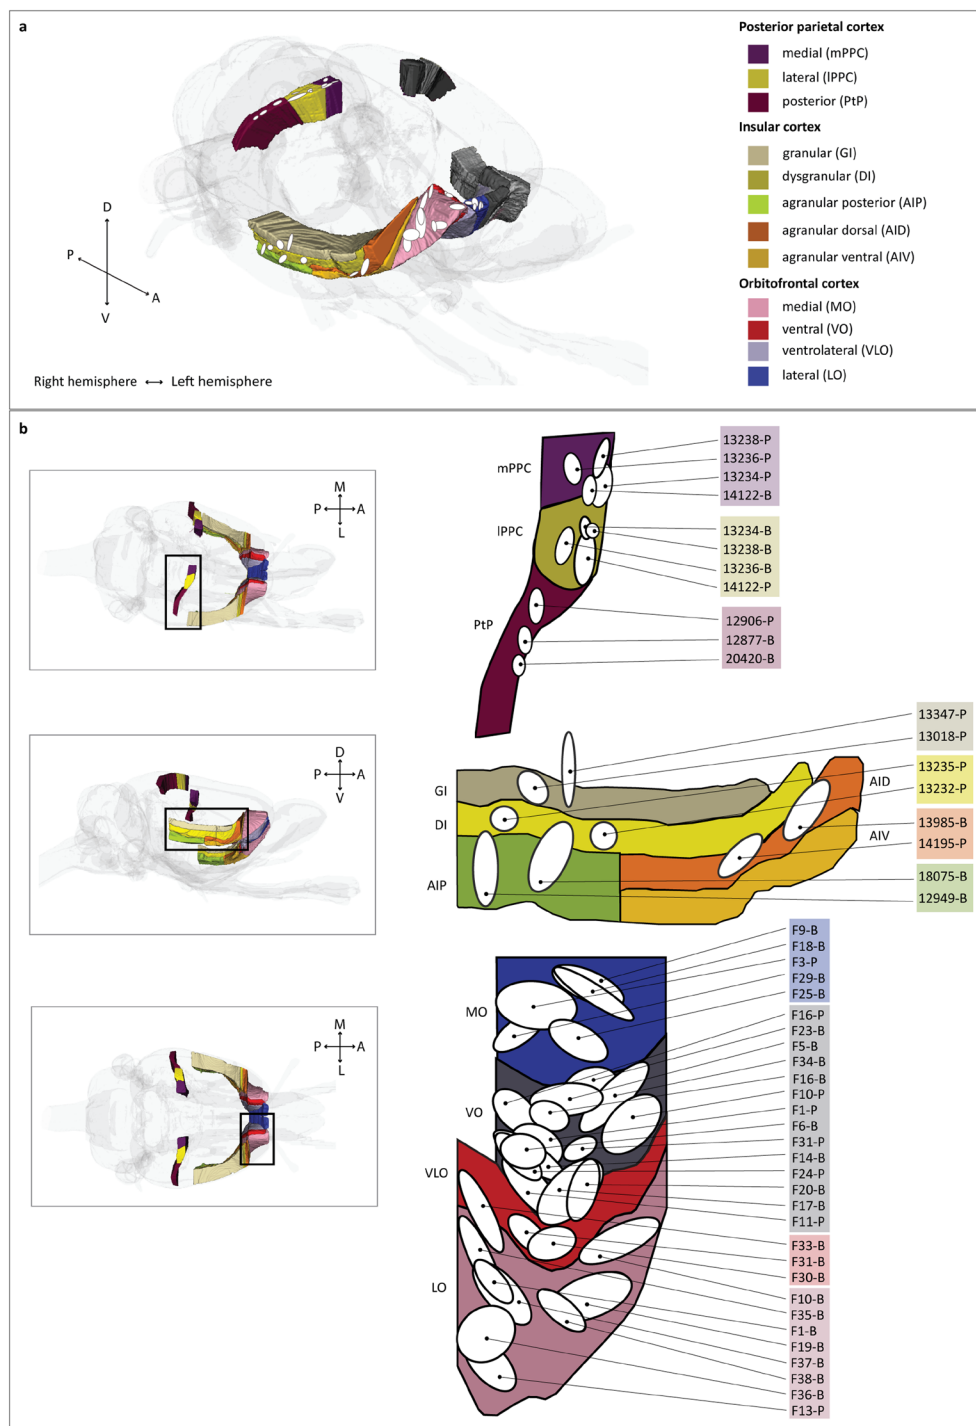 a
Posterior parietal cortex
medial (mPPC)
lateral (lPPC)
posterior (PtP)
Insular cortex
granular (GI)
dysgranular (DI)
agranular posterior (AIP)
agranular dorsal (AID)
agranular ventral (AIV)
Orbitofrontal cortex
medial (MO)
ventral (VO)
ventrolateral (VLO)
lateral (LO)
D
P
A
V
Right hemisphere ↔ Left hemisphere
b
M
P A
L
mPPC
lPPC
PtP
13238-P
13236-P
13234-P
14122-B
13234-B
13238-B
13236-B
14122-P
12906-P
12877-B
20420-B
D
P A
V
GI
DI
AIP
AID
AIV
13347-P
13018-P
13235-P
13232-P
13985-B
14195-P
18075-B
12949-B
M
P A
L
MO
VO
VLO
LO
F9-B
F18-B
F3-P
F29-B
F25-B
F16-P
F23-B
F5-B
F34-B
F16-B
F10-P
F1-P
F6-B
F31-P
F14-B
F24-P
F20-B
F17-B
F11-P
F33-B
F31-B
F30-B
F10-B
F35-B
F1-B
F19-B
F37-B
F38-B
F36-B
F13-P